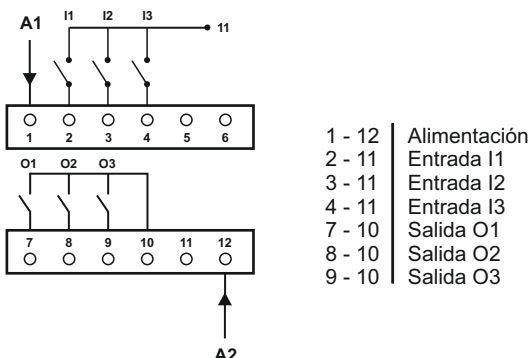 A1 I1 I2 I3
11
1 2 3 4 5 6
O1 O2 O3
7 8 9 10 11 12
A2
1 - 12 Alimentación
2 - 11 Entrada I1
3 - 11 Entrada I2
4 - 11 Entrada I3
7 - 10 Salida O1
8 - 10 Salida O2
9 - 10 Salida O3